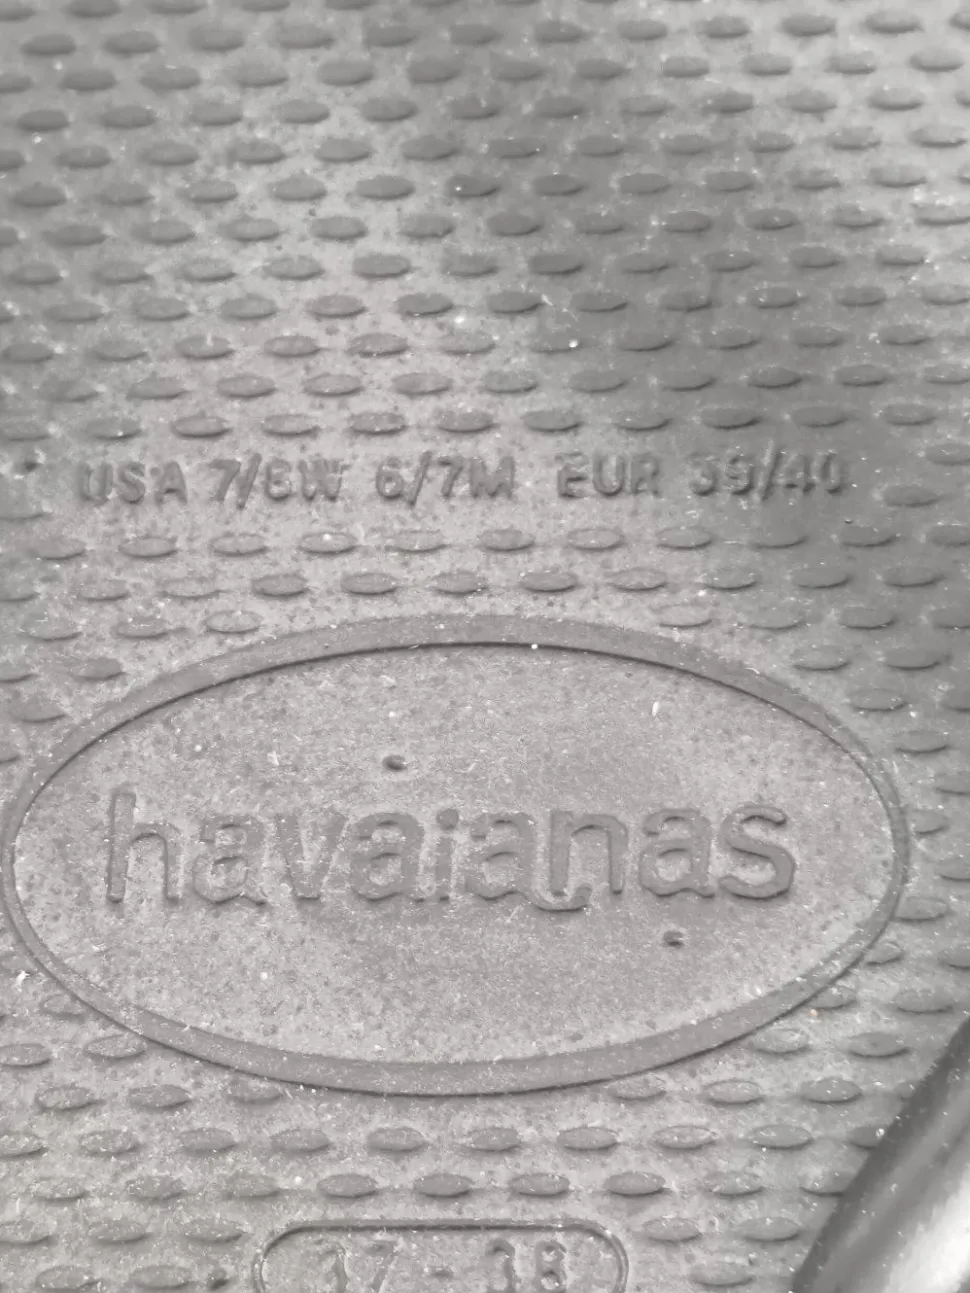 USA 7/8W 6/7M EUR 39/40
havaianas
37 - 38